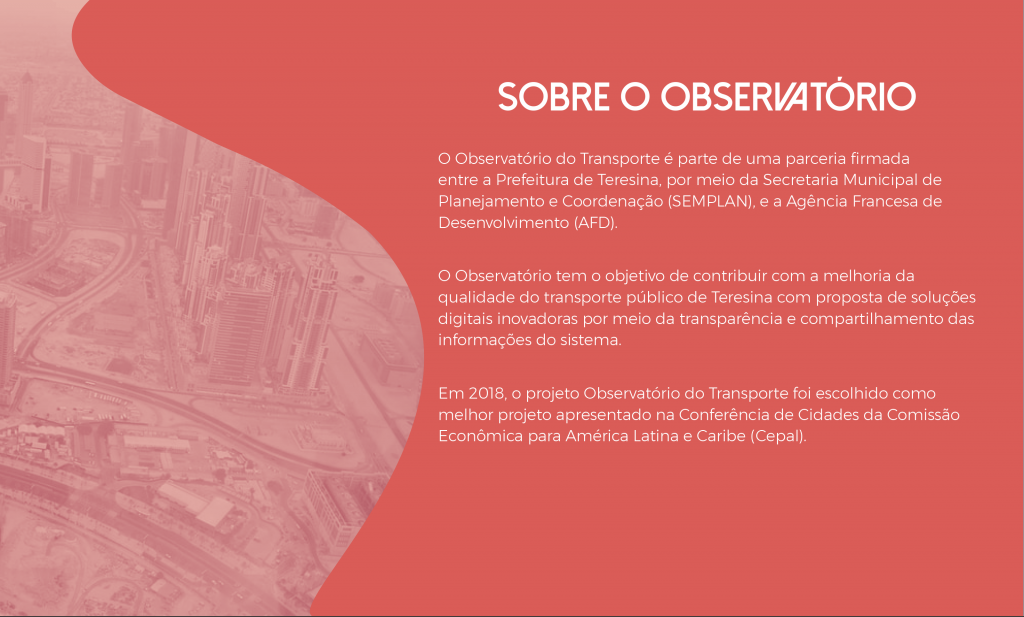 SOBRE O OBSERVATÓRIO
O Observatório do Transporte é parte de uma parceria firmada
entre a Prefeitura de Teresina, por meio da Secretaria Municipal de
Planejamento e Coordenação (SEMPLAN), e a Agência Francesa de
Desenvolvimento (AFD).
O Observatório tem o objetivo de contribuir com a melhoria da
qualidade do transporte público de Teresina com proposta de soluções
digitais inovadoras por meio da transparência e compartilhamento das
informações do sistema.
Em 2018, o projeto Observatório do Transporte foi escolhido como
melhor projeto apresentado na Conferência de Cidades da Comissão
Econômica para América Latina e Caribe (Cepal).